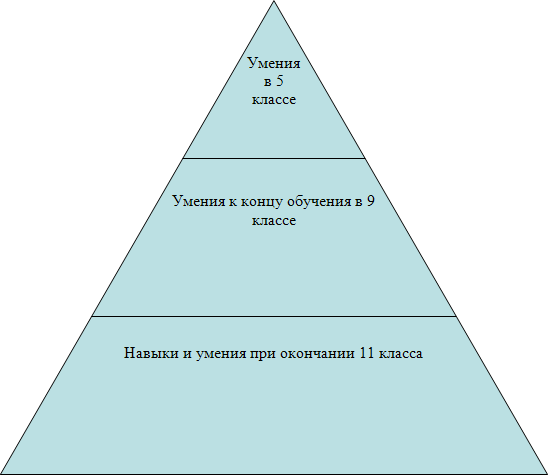 Умения
в 5
классе
Умения к концу обучения в 9
классе
Навыки и умения при окончании 11 класса